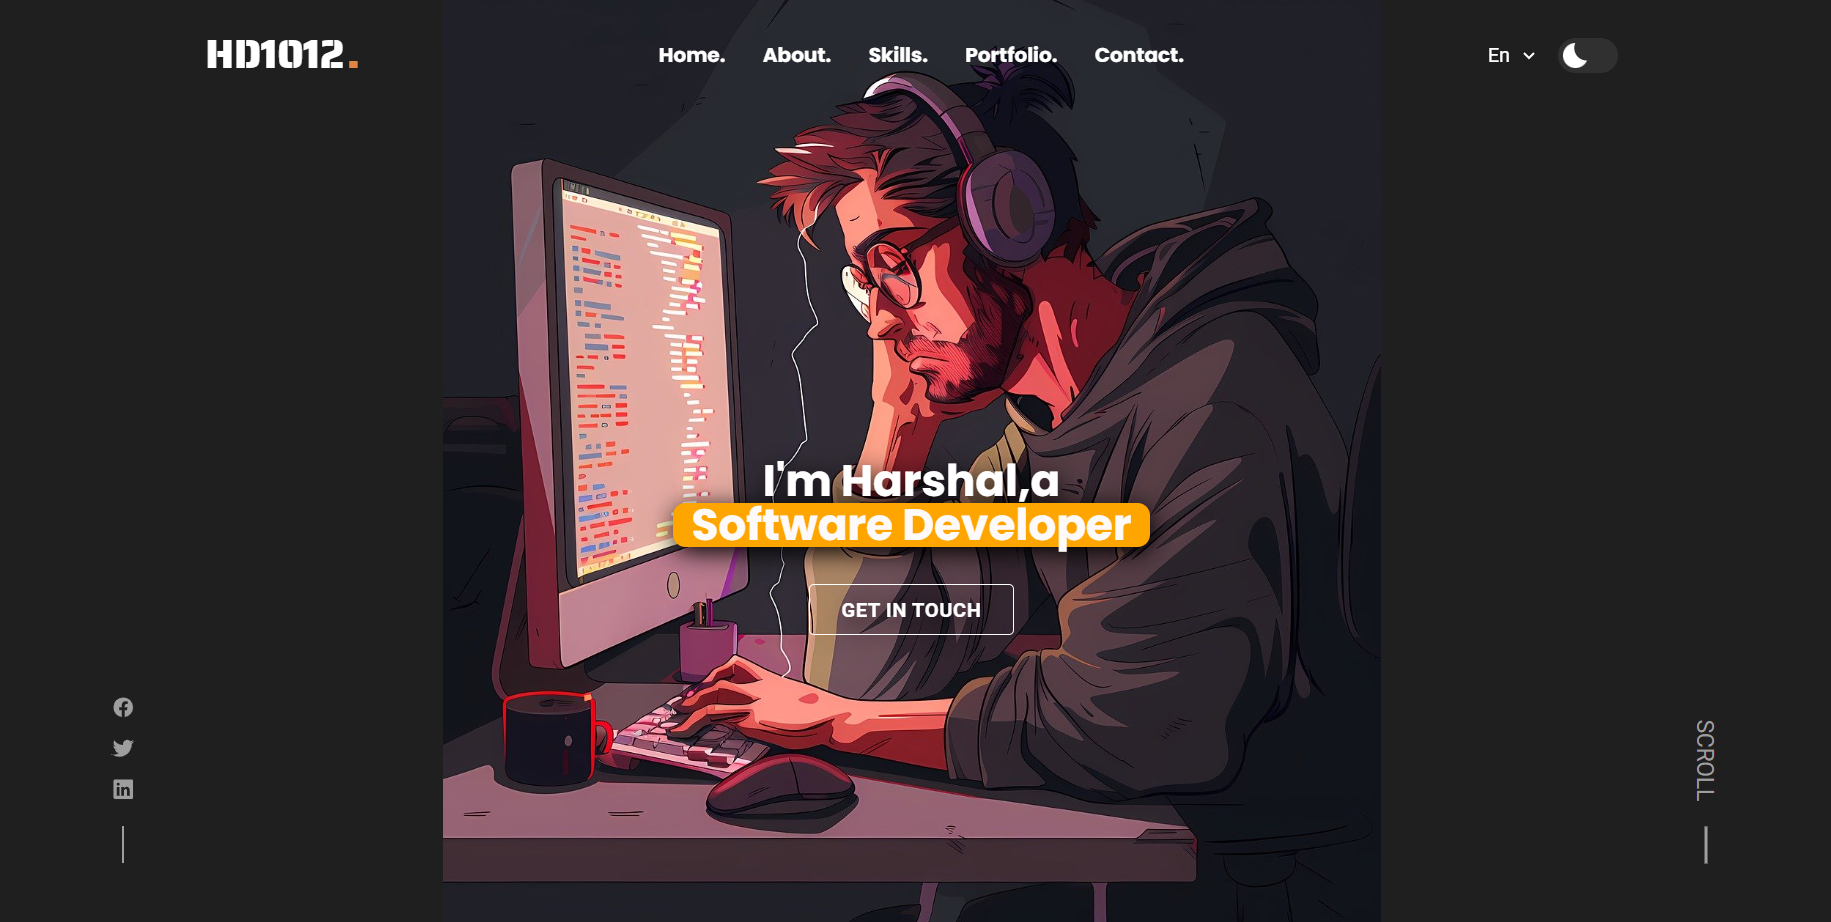 HD1012.
Home. About. Skills. Portfolio. Contact.
En
I'm Harshal,a
Software Developer
GET IN TOUCH
SCROLL